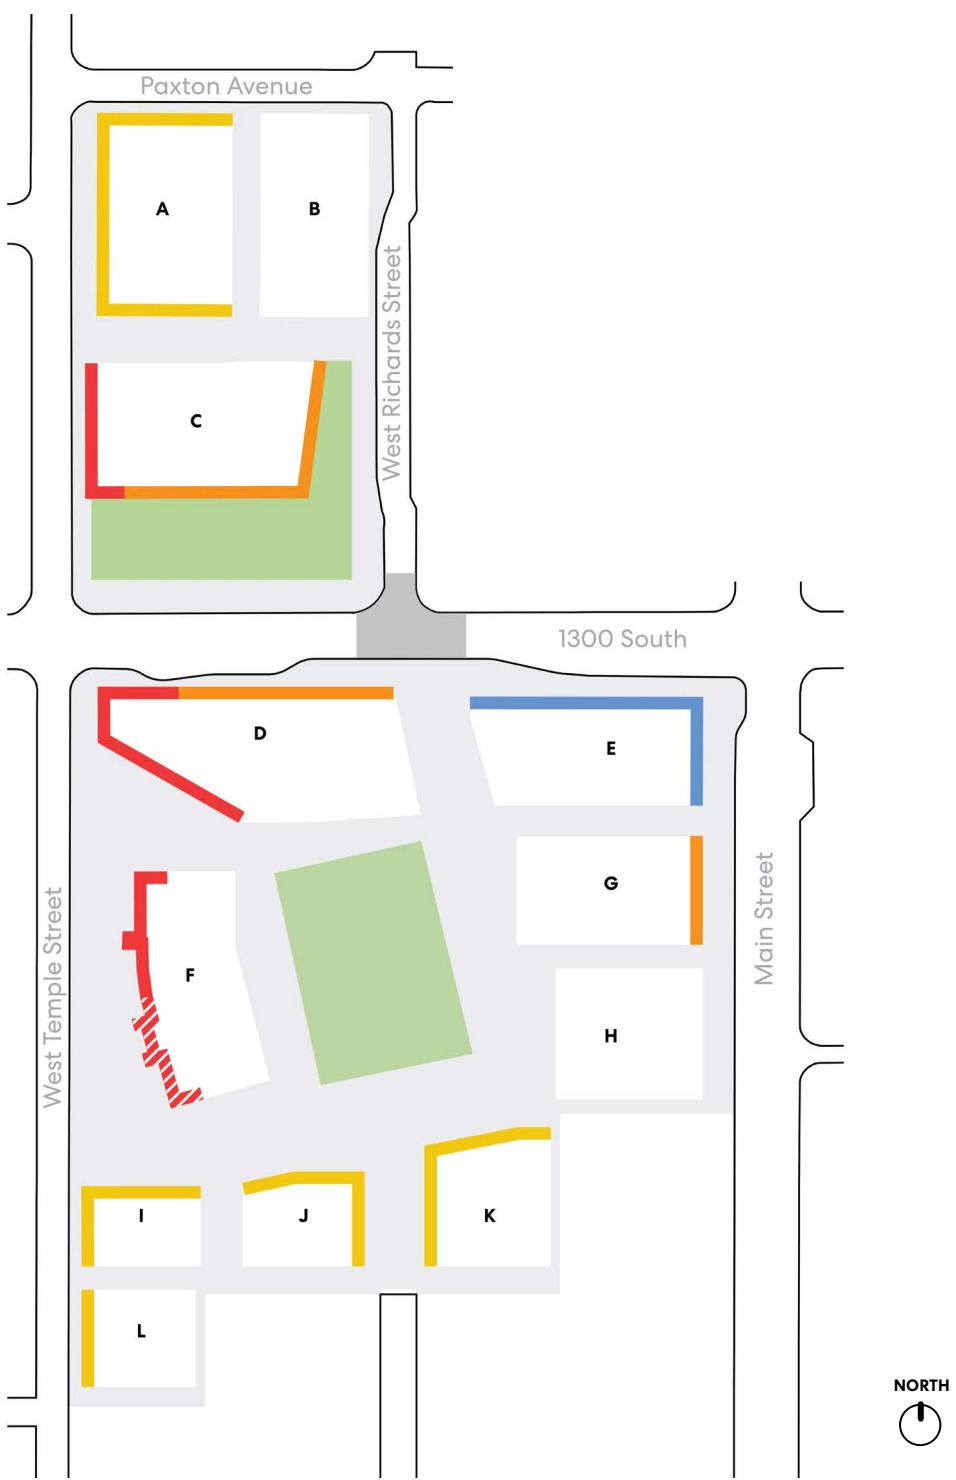 Paxton Avenue
A
B
West Richards Street
C
1300 South
D
E
G
Main Street
West Temple Street
F
H
I
J
K
L
NORTH